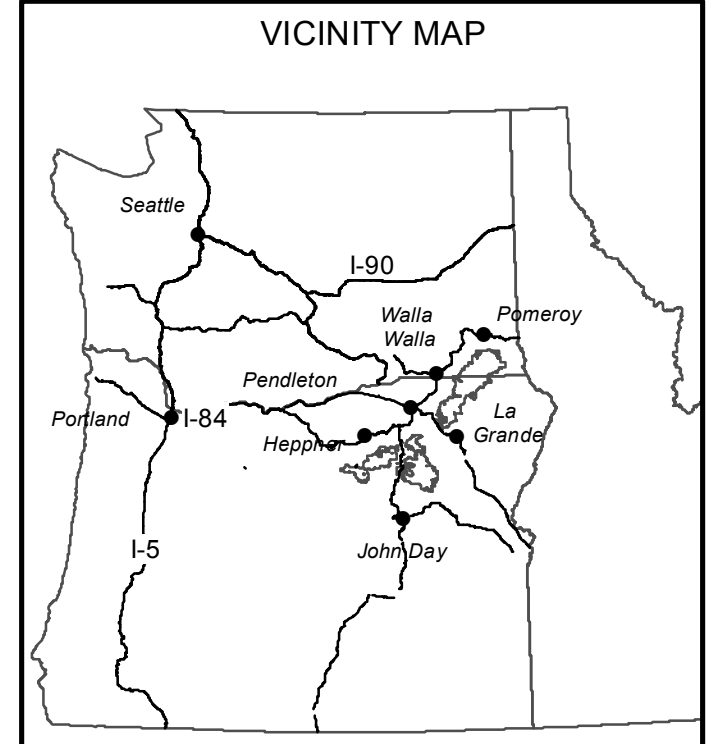 VICINITY MAP
Seattle
I-90
Walla
Walla
Pomeroy
Pendleton
Portland
I-84
La
Grande
Heppner
I-5
John Day